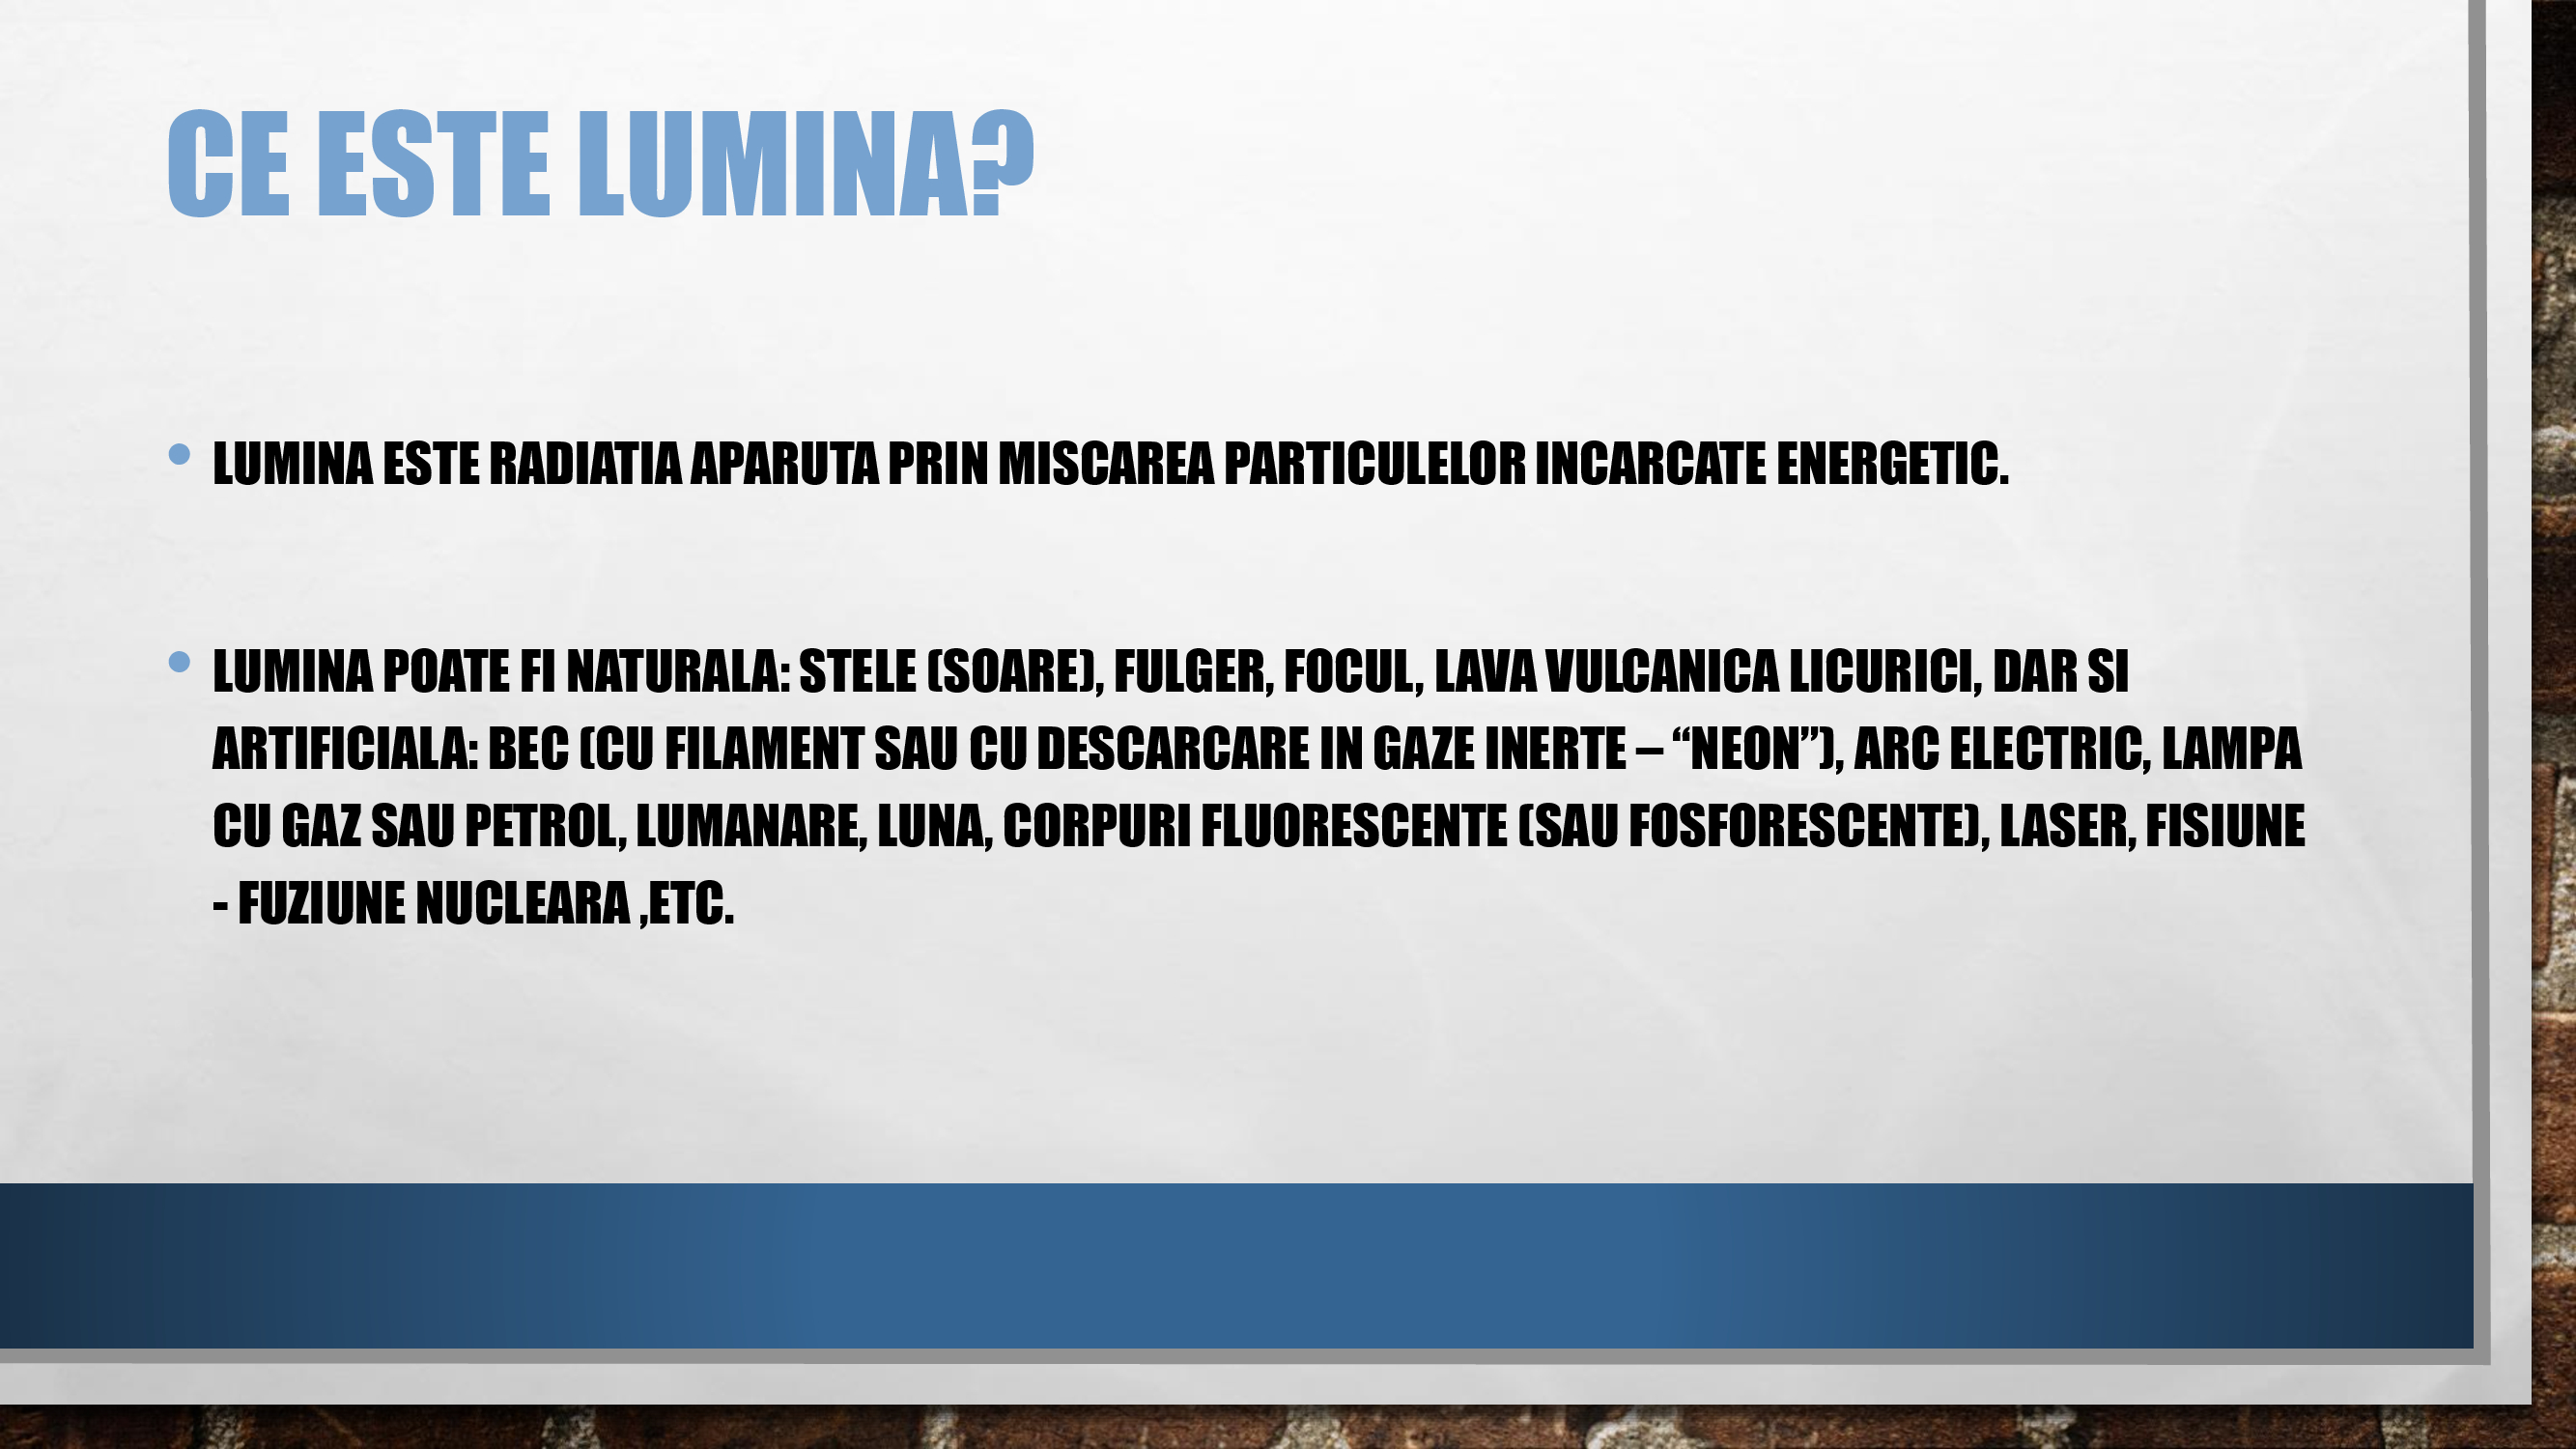 CE ESTE LUMINA?
• LUMINA ESTE RADIATIA APARUTA PRIN MISCAREA PARTICULELOR INCARCATE ENERGETIC.
• LUMINA POATE FI NATURALA: STELE (SOARE), FULGER, FOCUL, LAVA VULCANICA LICURICI, DAR SI
ARTIFICIALA: BEC (CU FILAMENT SAU CU DESCARCARE IN GAZE INERTE – “NEON”), ARC ELECTRIC, LAMPA
CU GAZ SAU PETROL, LUMANARE, LUNA, CORPURI FLUORESCENTE (SAU FOSFORESCENTE), LASER, FISIUNE
- FUZIUNE NUCLEARA ,ETC.